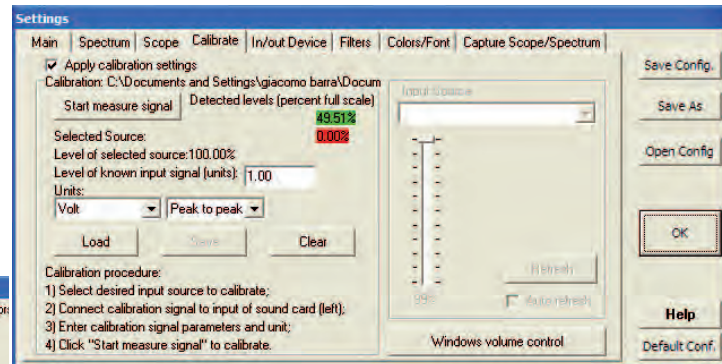 Settings
Main Spectrum Scope Calibrate In/out Device Filters Colors/Font Capture Scope/Spectrum
Apply calibration settings
Calibration: C:\Documents and Settings\giacomo barra\Docum
Start measure signal
Detected levels (percent full scale)
49.51%
0.00%
Selected Source:
Level of selected source:100.00%
Level of known input signal (units): 1.00
Units:
Volt Peak to peak
Load Save Clear
Calibration procedure:
1) Select desired input source to calibrate;
2) Connect calibration signal to input of sound card (left);
3) Enter calibration signal parameters and unit;
4) Click "Start measure signal" to calibrate.
Input Source
Refresh
Auto refresh
Windows volume control
Save Config.
Save As
Open Config
OK
Help
Default Conf.